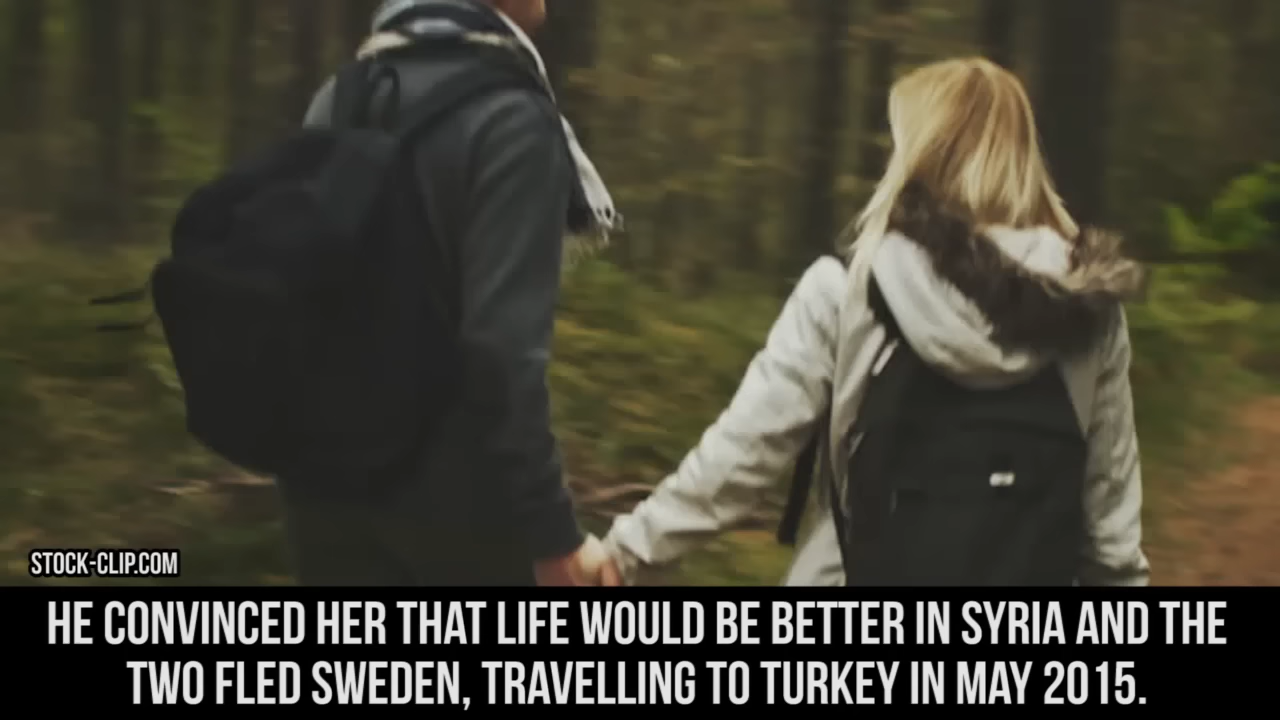 STOCK-CLIP.COM
HE CONVINCED HER THAT LIFE WOULD BE BETTER IN SYRIA AND THE
TWO FLED SWEDEN, TRAVELLING TO TURKEY IN MAY 2015.